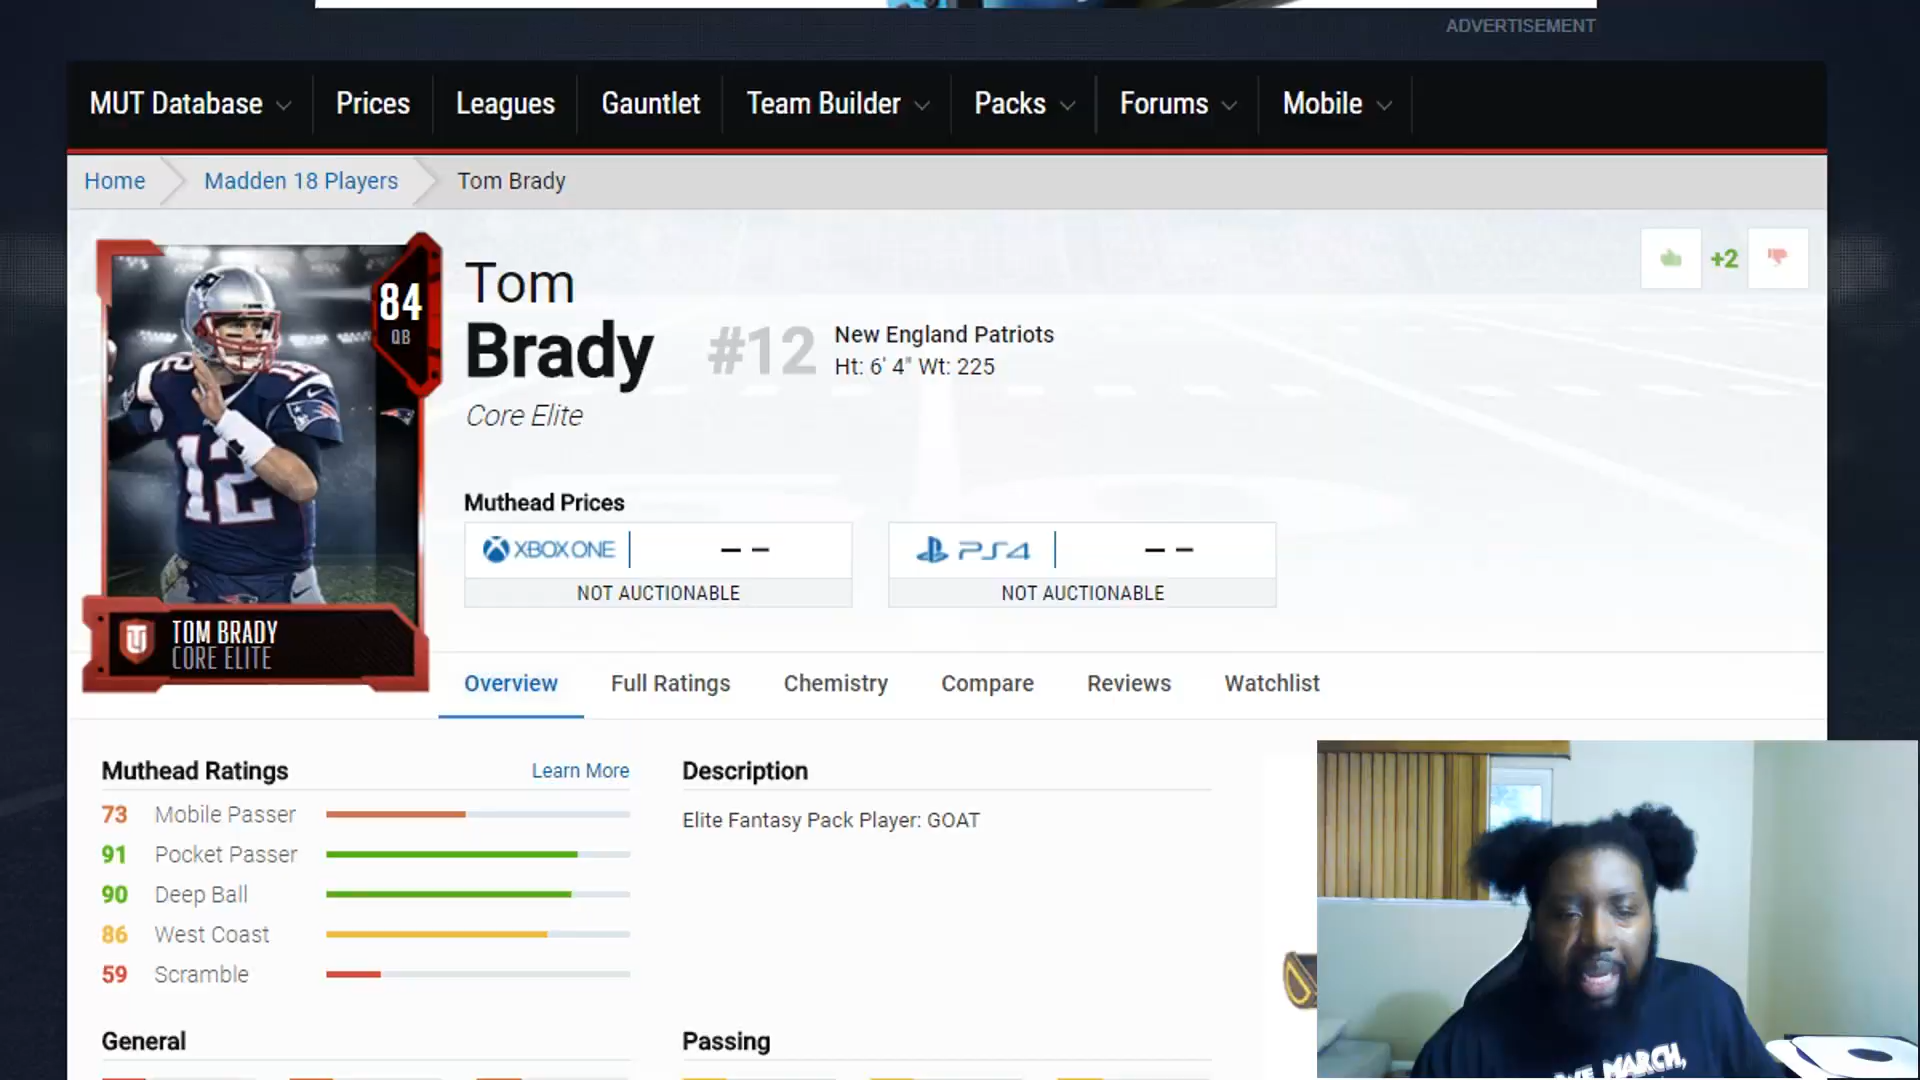 ADVERTISEMENT
MUT Database Prices Leagues Gauntlet Team Builder Packs Forums Mobile
Home Madden 18 Players Tom Brady
84
QB
12
12
TOM BRADY
CORE ELITE
Tom
Brady
#12
New England Patriots
Ht: 6' 4" Wt: 225
Core Elite
+2
Muthead Prices
XBOX ONE – –
NOT AUCTIONABLE
PS4 – –
NOT AUCTIONABLE
Overview Full Ratings Chemistry Compare Reviews Watchlist
Muthead Ratings Learn More
73 Mobile Passer
91 Pocket Passer
90 Deep Ball
86 West Coast
59 Scramble
Description
Elite Fantasy Pack Player: GOAT
General
Passing
WE MARCH,